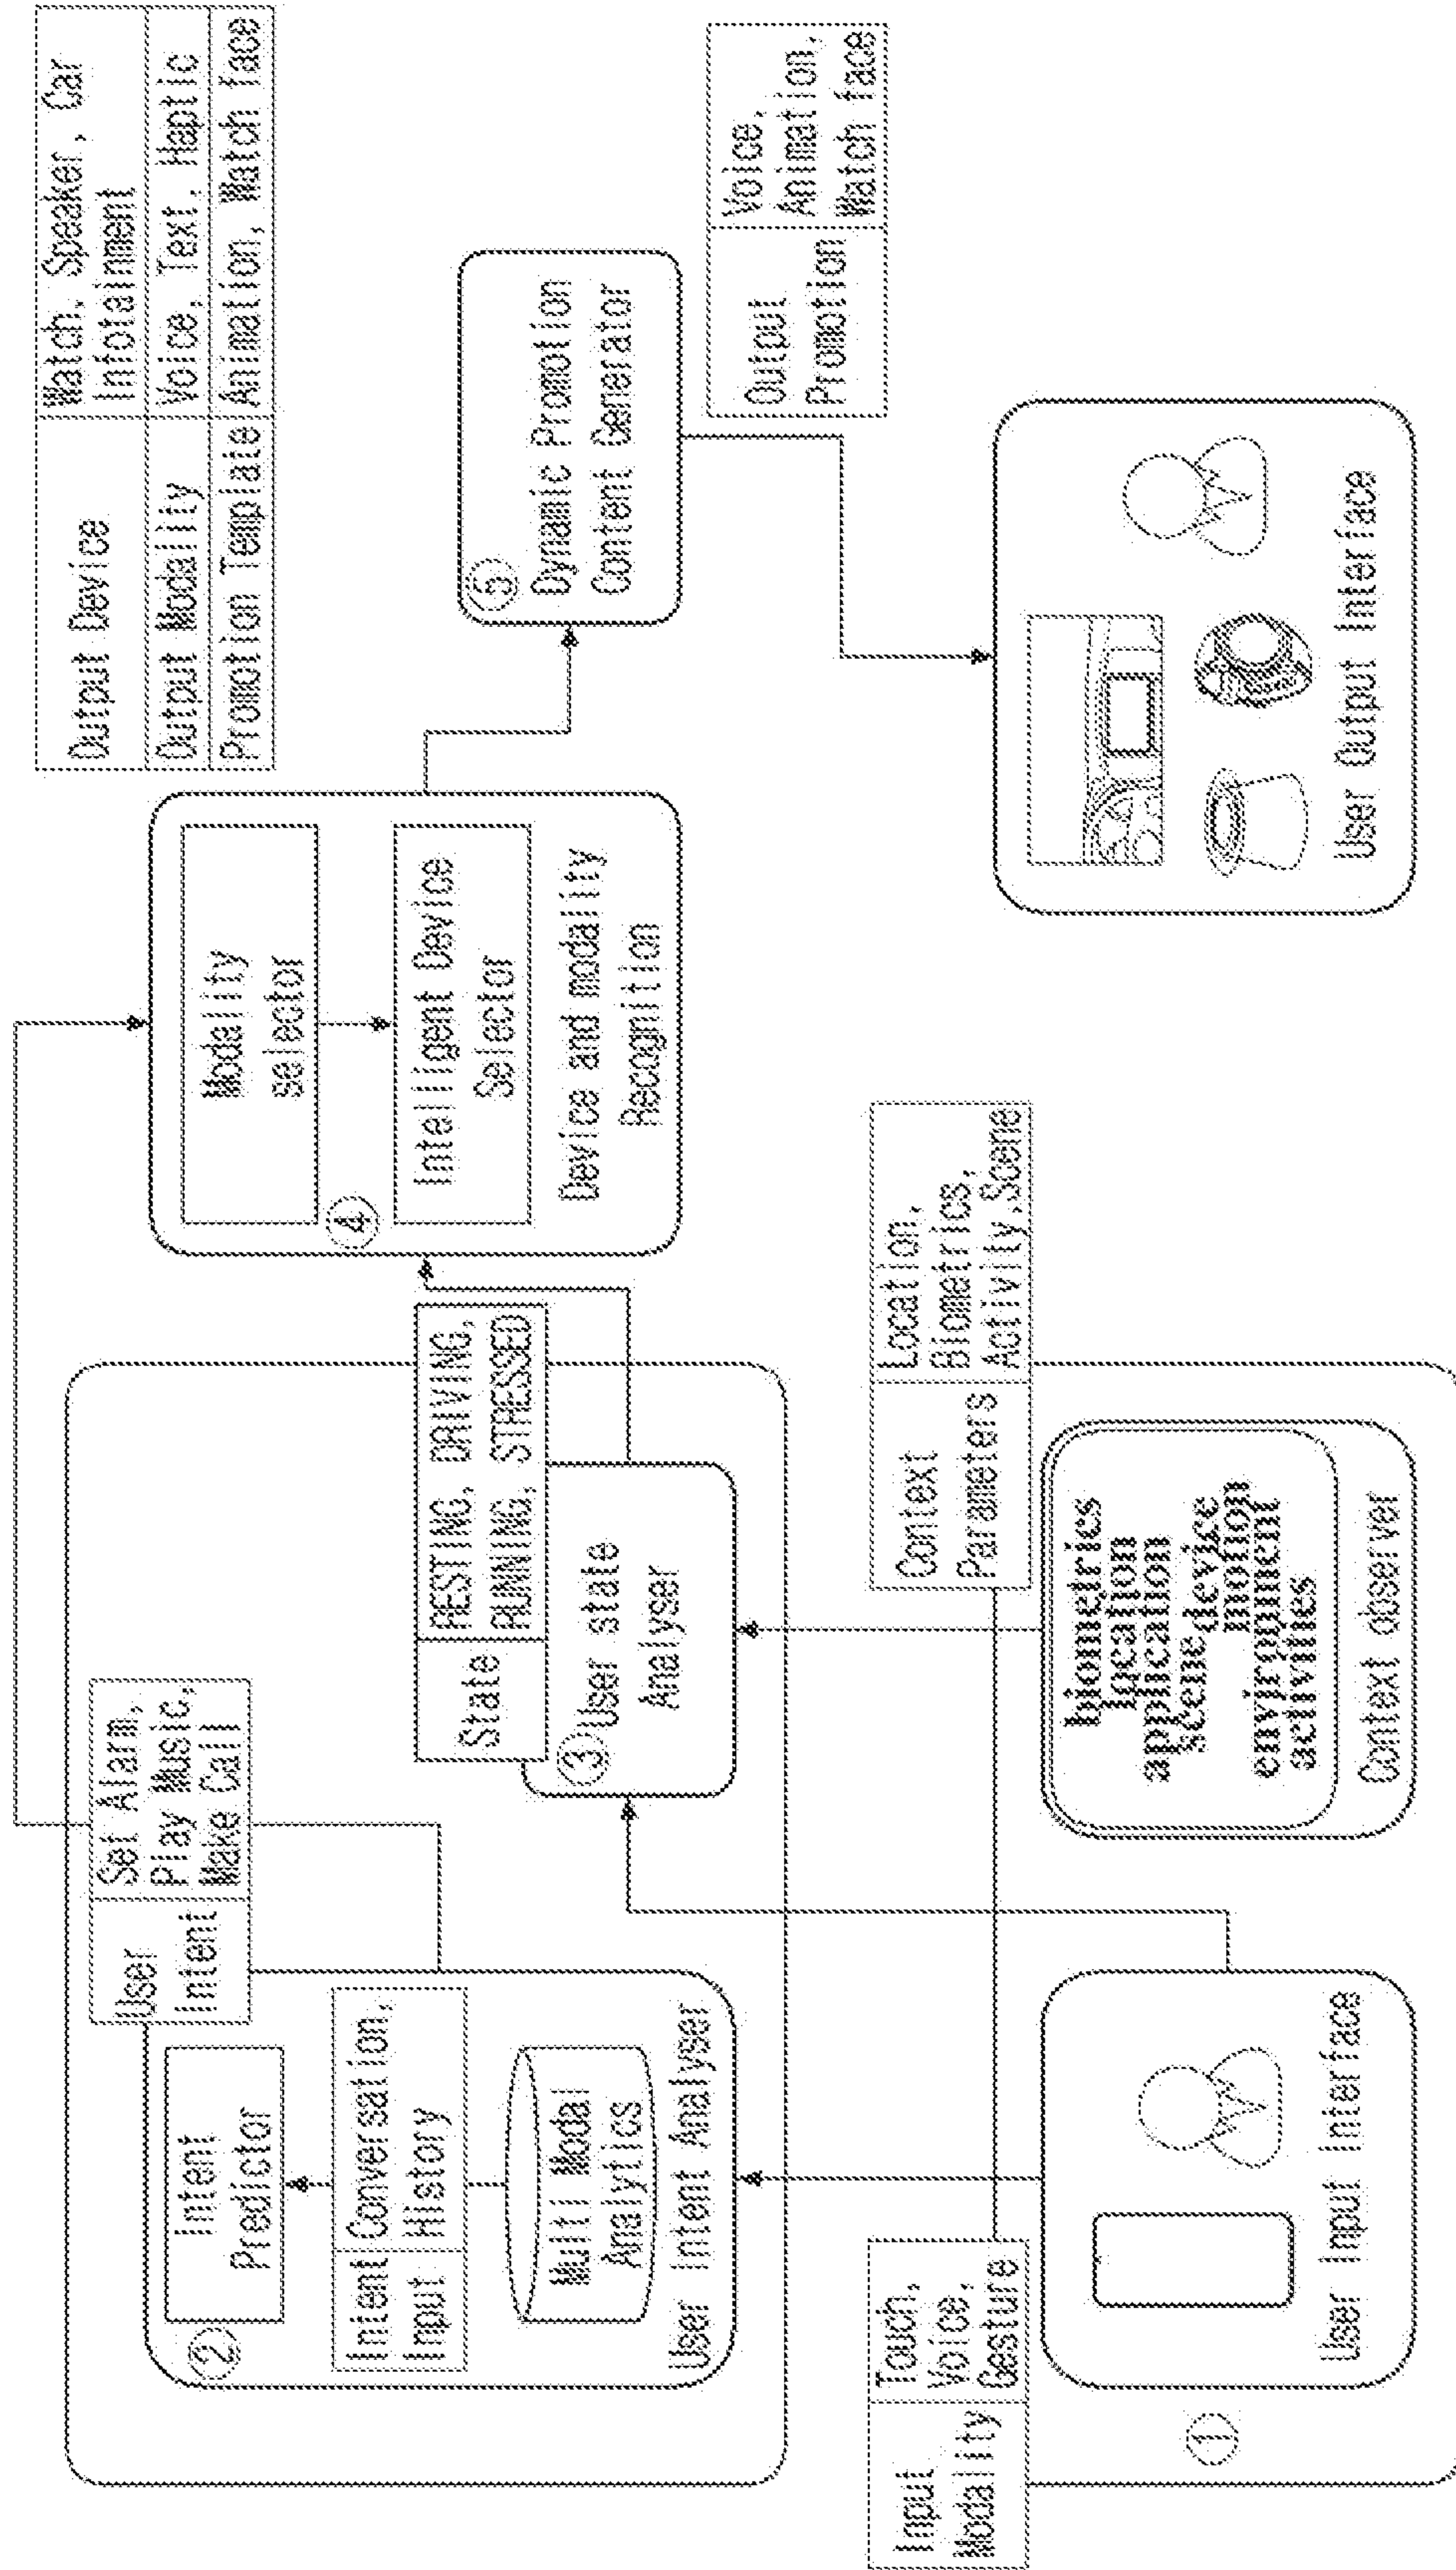 Output Device
Watch, Speaker, Car
Infotainment
Output Modality
Voice, Text, Haptic
Promotion Template
Animation, Watch face
User
Intent
Set Alarm,
Play Music,
Make Call
②
Intent
Predictor
Intent
Input
Conversation,
History
Multi Modal
Analytics
User Intent Analyser
State
RESTING, DRIVING,
RUNNING, STRESSED
③
User state
Analyser
Modality
selector
④
Intelligent Device
Selector
Device and modality
Recognition
⑤
Dynamic Promotion
Content Generator
Output
Promotion
Voice,
Animation,
Watch face
Input
Modality
Touch,
Voice,
Gesture
Context
Parameters
Location,
Biometrics,
Activity,Scene
①
User Input Interface
biometrics
location
application
scene device
motion
environment
activities
Context observer
User Output Interface